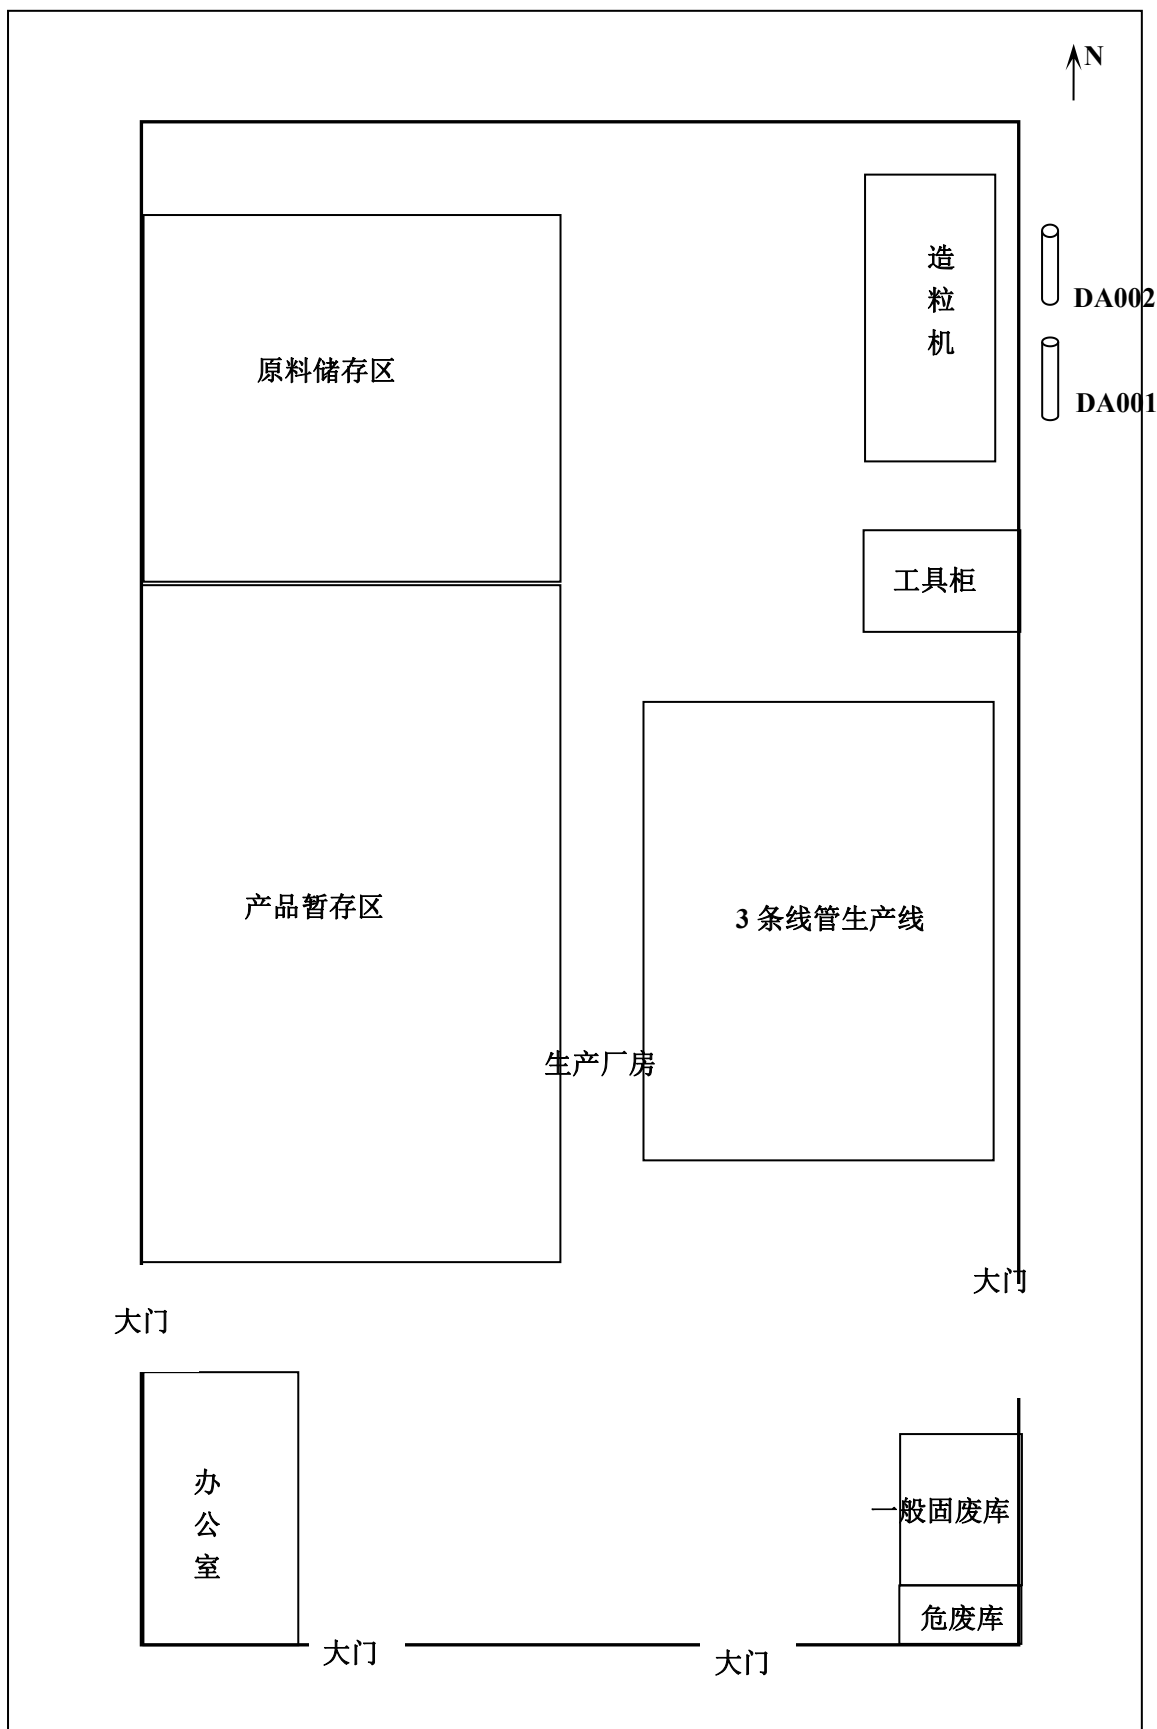 N
造
粒
机
DA002
原料储存区
DA001
工具柜
产品暂存区
3 条线管生产线
生产厂房
大门
大门
办
公
室
一般固废库
危废库
大门
大门